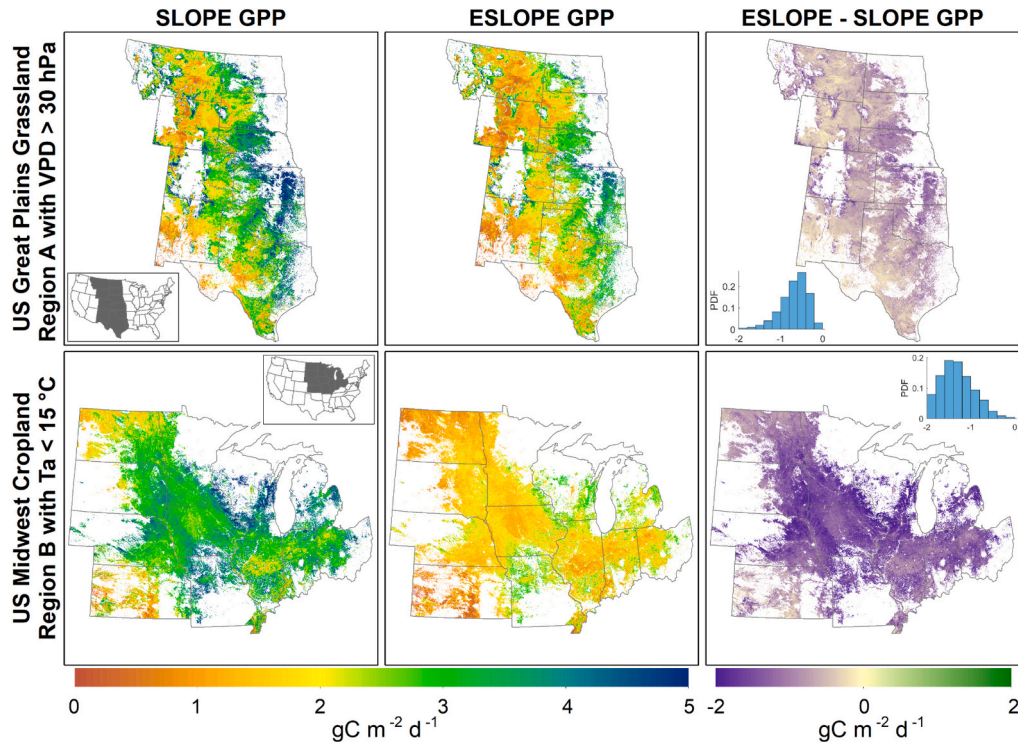 SLOPE GPP
ESLOPE GPP
ESLOPE - SLOPE GPP
US Great Plains Grassland
Region A with VPD > 30 hPa
PDF
0.2
0.1
0
-2
-1
0
US Midwest Cropland
Region B with Ta < 15 °C
PDF
0.2
0.1
0
-2
-1
0
0
1
2
3
4
5
gC m⁻² d⁻¹
-2
0
2
gC m⁻² d⁻¹